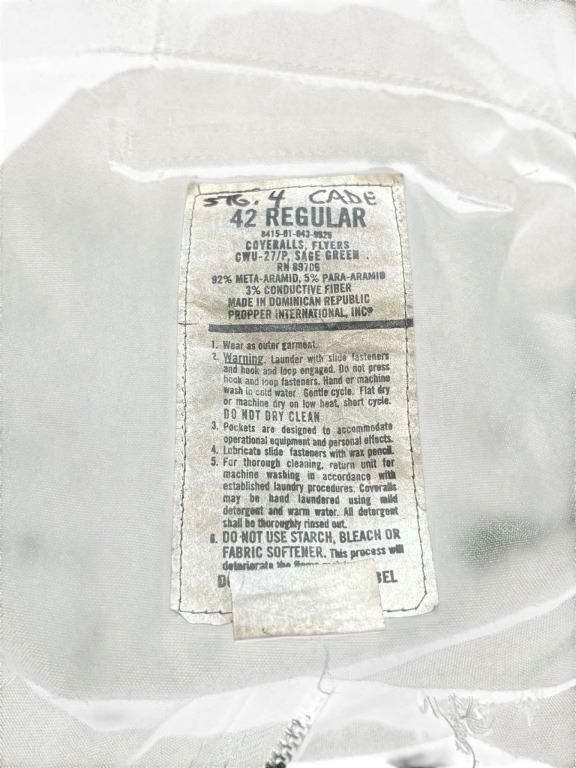 STG. 4 CADE
42 REGULAR
8415-01-043-9526
COVERALLS, FLYERS
CWU-27/P, SAGE GREEN .
RN 89706
92% META-ARAMID, 5% PARA-ARAMID
3% CONDUCTIVE FIBER
MADE IN DOMINICAN REPUBLIC
PROPPER INTERNATIONAL, INC®
1. Wear as outer garment.
2. Warning. Launder with slide fasteners
and hook and loop engaged. Do not press
hook and loop fasteners. Hand or machine
wash in cold water. Gentle cycle. Flat dry
or machine dry on low heat, short cycle.
DO NOT DRY CLEAN
3. Pockets are designed to accommodate
operational equipment and personal effects.
4. Lubricate slide fasteners with wax pencil.
5. For thorough cleaning, return unit for
machine washing in accordance with
established laundry procedures. Coveralls
may be hand laundered using mild
detergent and warm water. All detergent
shall be thoroughly rinsed out.
6. DO NOT USE STARCH, BLEACH OR
FABRIC SOFTENER. This process will
deteriorate the